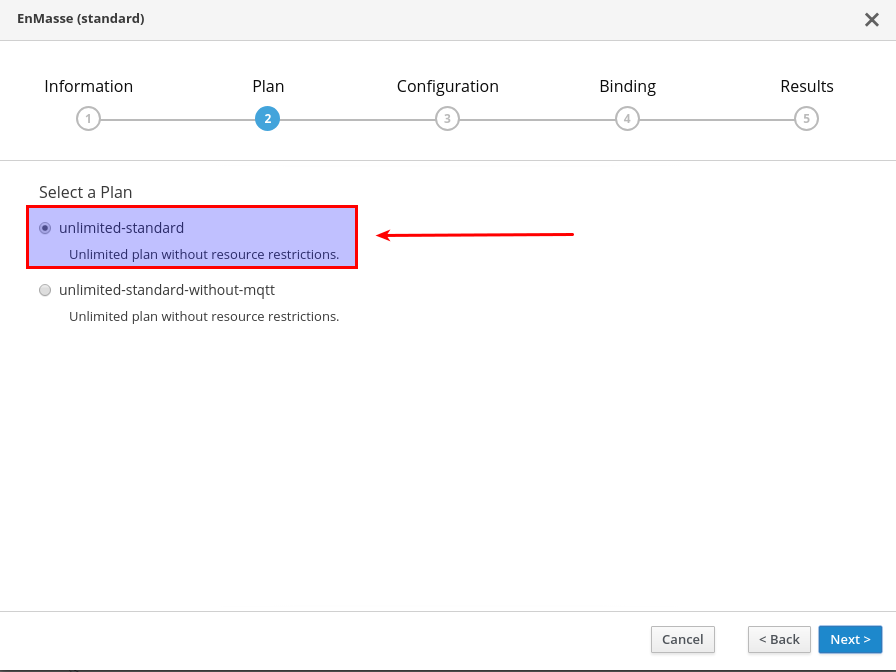 EnMasse (standard)
Information Plan Configuration Binding Results
1 2 3 4 5
Select a Plan
unlimited-standard
Unlimited plan without resource restrictions.
unlimited-standard-without-mqtt
Unlimited plan without resource restrictions.
Cancel < Back Next >